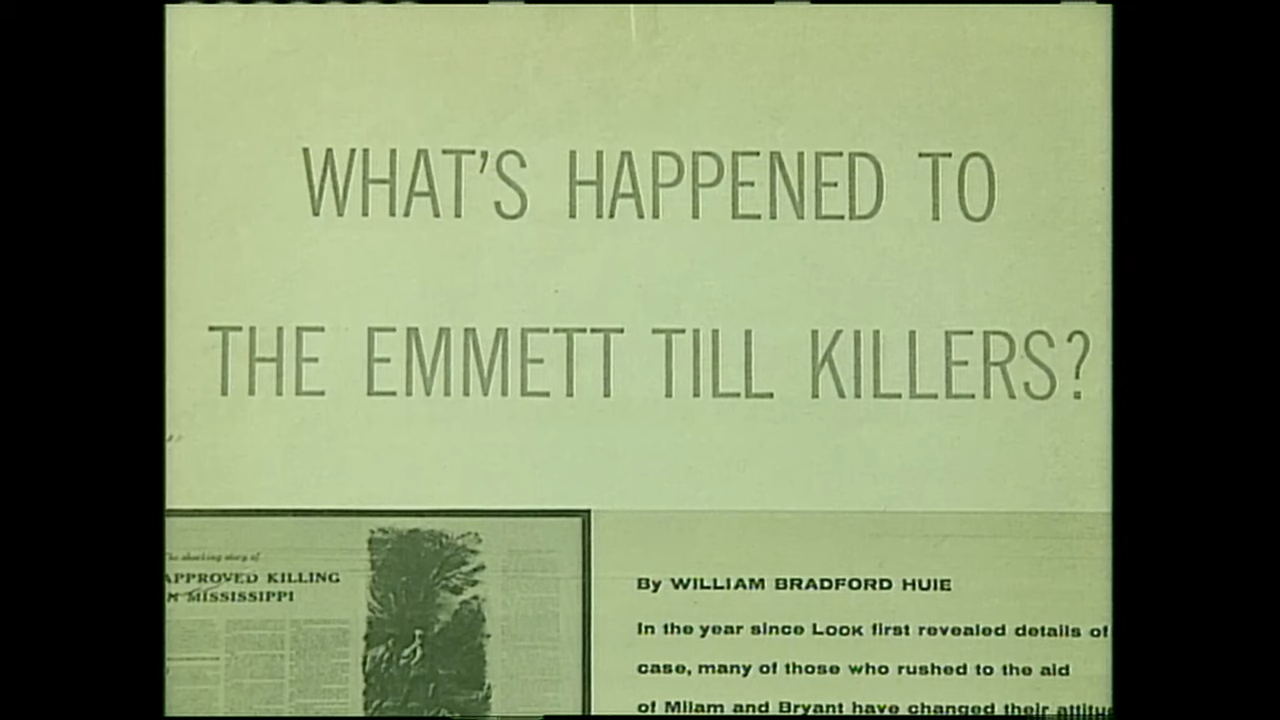 WHAT'S HAPPENED TO
THE EMMETT TILL KILLERS?
The shocking story of
APPROVED KILLING
MISSISSIPPI
By WILLIAM BRADFORD HUIE
In the year since LOOK first revealed details of
case, many of those who rushed to the aid
of Milam and Bryant have changed their